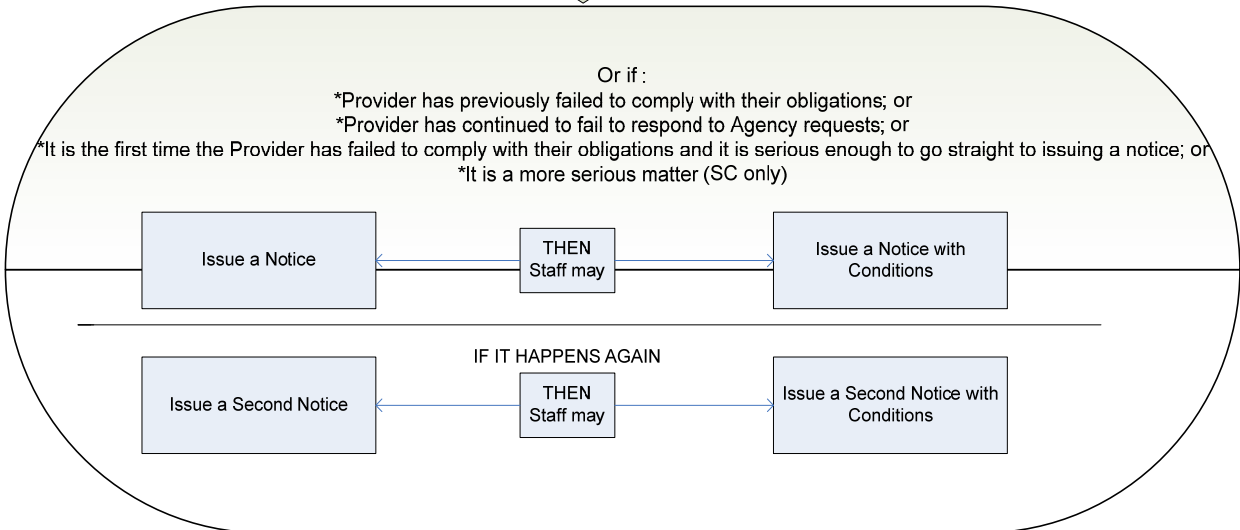 Or if :
*Provider has previously failed to comply with their obligations; or
*Provider has continued to fail to respond to Agency requests; or
*It is the first time the Provider has failed to comply with their obligations and it is serious enough to go straight to issuing a notice; or
*It is a more serious matter (SC only)
Issue a Notice
THEN
Staff may
Issue a Notice with
Conditions
IF IT HAPPENS AGAIN
Issue a Second Notice
THEN
Staff may
Issue a Second Notice with
Conditions